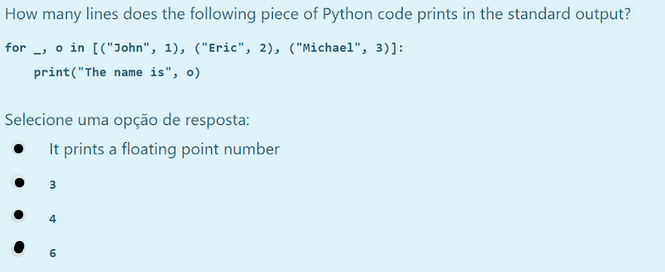 How many lines does the following piece of Python code prints in the standard output?
for _, o in [("John", 1), ("Eric", 2), ("Michael", 3)]:
    print("The name is", o)
Selecione uma opção de resposta:
It prints a floating point number
3
4
6